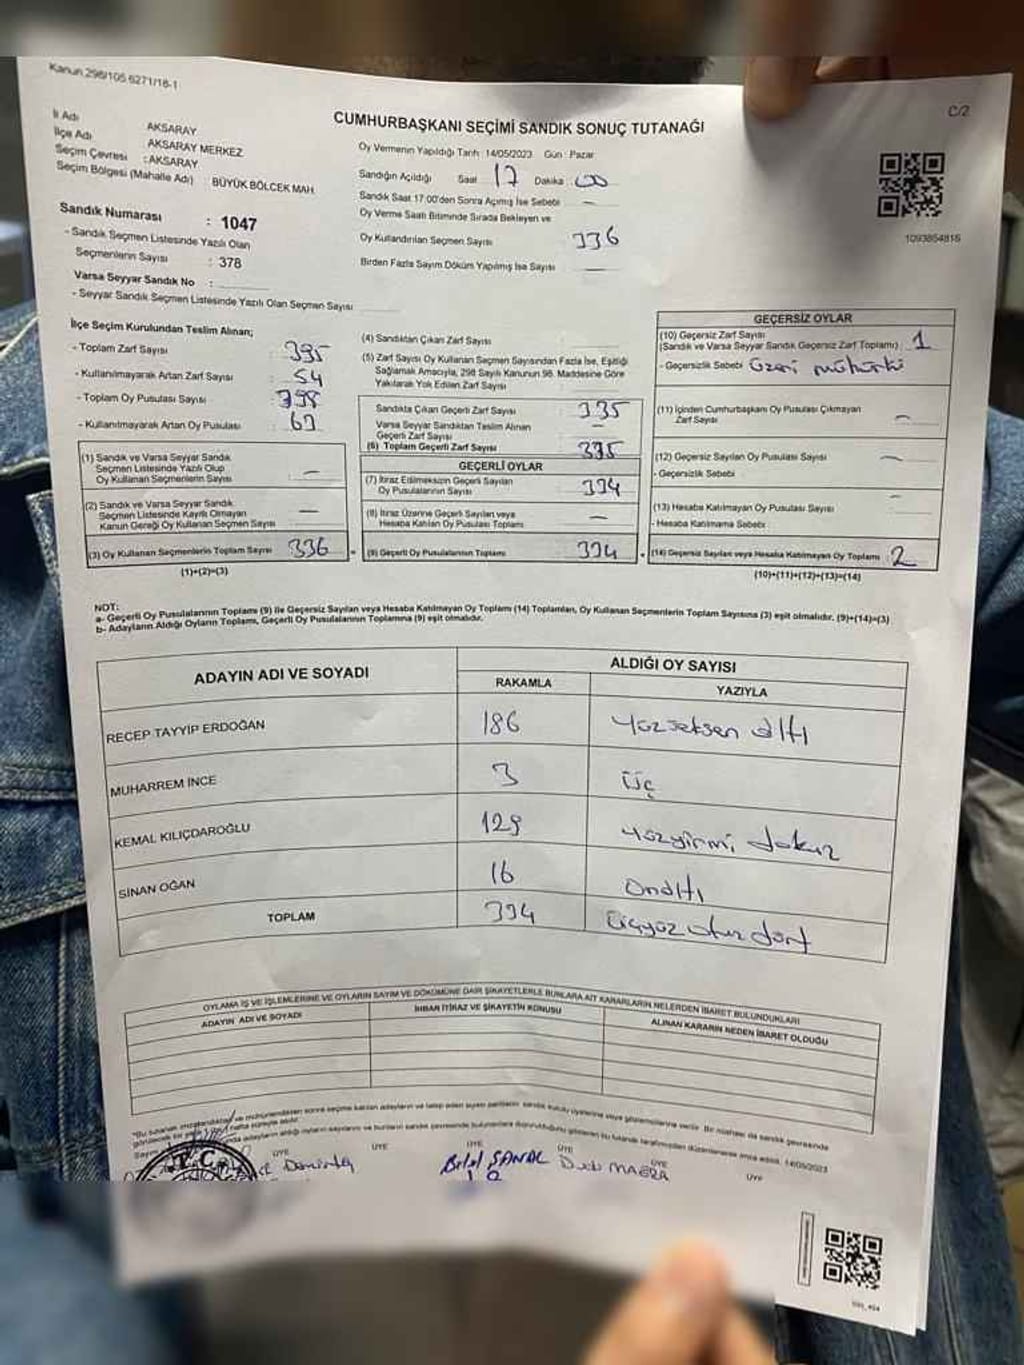 Kanun.298/105 6271/18-1
C/2
CUMHURBAŞKANI SEÇİMİ SANDIK SONUÇ TUTANAĞI
İl Adı AKSARAY
İlçe Adı AKSARAY MERKEZ
Seçim Çevresi : AKSARAY
Seçim Bölgesi (Mahalle Adı) : BÜYÜK BÖLCEK MAH.
Sandık Numarası : 1047
- Sandık Seçmen Listesinde Yazılı Olan
Seçmenlerin Sayısı : 378
Varsa Seyyar Sandık No :
- Seyyar Sandık Seçmen Listesinde Yazılı Olan Seçmen Sayısı
Oy Vermenin Yapıldığı Tarih : 14/05/2023 Gün : Pazar
Sandığın Açıldığı Saat 17 Dakika 00
Sandık Saat 17:00'den Sonra Açılmış İse Sebebi –
Oy Verme Saati Bitiminde Sırada Bekleyen ve
Oy Kullandırılan Seçmen Sayısı 336
Birden Fazla Sayım Döküm Yapılmış İse Sayısı —
1093854816
İlçe Seçim Kurulundan Teslim Alınan;
- Toplam Zarf Sayısı 395
- Kullanılmayarak Artan Zarf Sayısı 54
- Toplam Oy Pusulası Sayısı
- Kullanılmayarak Artan Oy Pusulası
(1) Sandık ve Varsa Seyyar Sandık
Seçmen Listesinde Yazılı Olup
Oy Kullanan Seçmenlerin Sayısı –
(2) Sandık ve Varsa Seyyar Sandık
Seçmen Listesinde Kayıtlı Olmayan
Kanun Gereği Oy Kullanan Seçmen Sayısı –
(3) Oy Kullanan Seçmenlerin Toplam Sayısı 336
(1)+(2)=(3)
(4) Sandıktan Çıkan Zarf Sayısı
(5) Zarf Sayısı Oy Kullanan Seçmen Sayısından Fazla İse, Eşitliği
Sağlamak Amacıyla, 298 Sayılı Kanunun 98. Maddesine Göre
Yakılarak Yok Edilen Zarf Sayısı
Sandıkta Çıkan Geçerli Zarf Sayısı 335
Varsa Seyyar Sandıktan Teslim Alınan
Geçerli Zarf Sayısı –
(6) Toplam Geçerli Zarf Sayısı 335
GEÇERLİ OYLAR
(7) İtiraz Edilmeksizin Geçerli Sayılan
Oy Pusulasının Sayısı 334
(8) İtiraz Üzerine Geçerli Sayılan veya
Hesaba Katılan Oy Pusulası Toplamı –
(9) Geçerli Oy Pusulalarının Toplamı 334
GEÇERSİZ OYLAR
(10) Geçersiz Zarf Sayısı
(Sandık ve Varsa Seyyar Sandık Geçersiz Zarf Toplamı) : 1
- Geçersizlik Sebebi üzeri mühürlü
(11) İçinden Cumhurbaşkanı Oy Pusulası Çıkmayan
Zarf Sayısı –
(12) Geçersiz Sayılan Oy Pusulası Sayısı –
- Geçersizlik Sebebi
(13) Hesaba Katılmayan Oy Pusulası Sayısı –
- Hesaba Katılmama Sebebi
(14) Geçersiz Sayılan veya Hesaba Katılmayan Oy Toplamı : 2
(10)+(11)+(12)+(13)=(14)
NOT:
a- Geçerli Oy Pusulalarının Toplamı (9) ile Geçersiz Sayılan veya Hesaba Katılmayan Oy Toplamı (14) Toplamları, Oy Kullanan Seçmenlerin Toplam Sayısına (3) eşit olmalıdır. (9)+(14)=(3)
b- Adayların Aldığı Oyların Toplamı, Geçerli Oy Pusulalarının Toplamına (9) eşit olmalıdır.
ADAYIN ADI VE SOYADI ALDIĞI OY SAYISI
RAKAMLA YAZIYLA
RECEP TAYYİP ERDOĞAN 186 Yüzseksen altı
MUHARREM İNCE 3 Üç
KEMAL KILIÇDAROĞLU 129 Yüzyirmi dokuz
SİNAN OĞAN 16 Onaltı
TOPLAM 334 Üçyüz otuz dört
OYLAMA İŞ VE İŞLEMLERİNE VE OYLARIN SAYIM VE DÖKÜMÜNE DAİR ŞİKAYETLERLE BUNLARA AİT KARARLARIN NELERDEN İBARET BULUNDUKLARI
ADAYIN ADI VE SOYADI İHBAR İTİRAZ VE ŞİKAYETİN KONUSU ALINAN KARARIN NEDEN İBARET OLDUĞU
14/05/2023
ÜYE ÜYE ÜYE ÜYE ÜYE
Bilal ŞANAL
T.C.